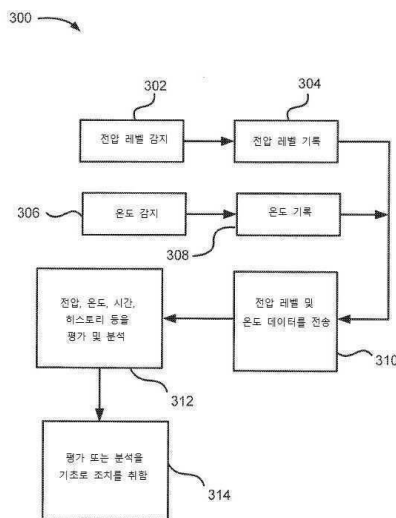 300
302
304
전압 레벨 감지
전압 레벨 기록
306
온도 감지
온도 기록
308
전압, 온도, 시간,
히스토리 등을
평가 및 분석
전압 레벨 및
온도 데이터를 전송
310
312
평가 또는 분석을
기초로 조치를 취함
314